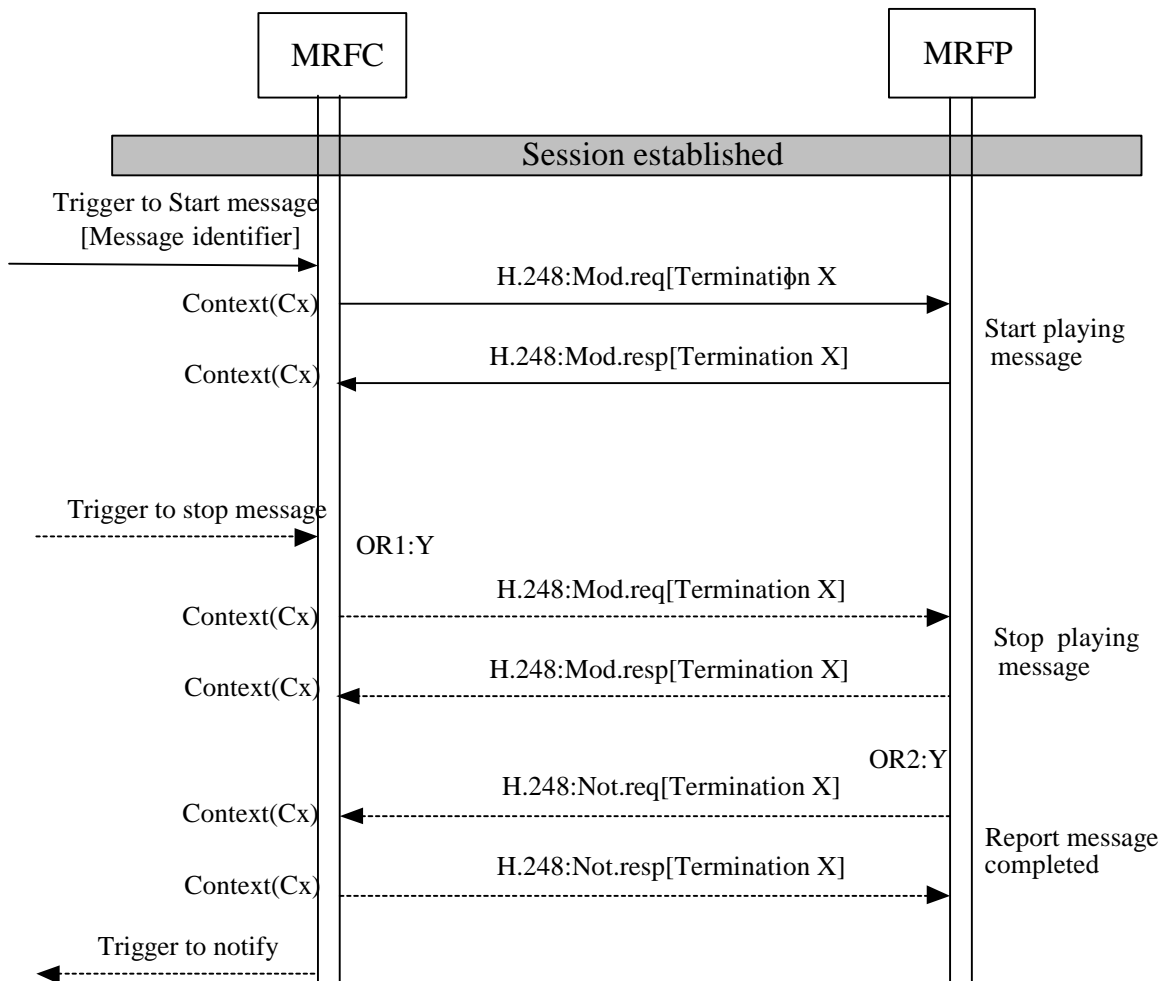 MRFC
MRFP
Session established
Trigger to Start message
[Message identifier]
H.248:Mod.req[Termination X]
Context(Cx)
Start playing
message
H.248:Mod.resp[Termination X]
Context(Cx)
Trigger to stop message
OR1:Y
H.248:Mod.req[Termination X]
Context(Cx)
Stop playing
message
H.248:Mod.resp[Termination X]
Context(Cx)
OR2:Y
H.248:Not.req[Termination X]
Context(Cx)
Report message
completed
H.248:Not.resp[Termination X]
Context(Cx)
Trigger to notify